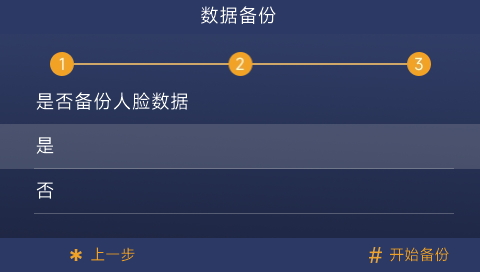 数据备份
1 2 3
是否备份人脸数据
是
否
* 上一步 # 开始备份